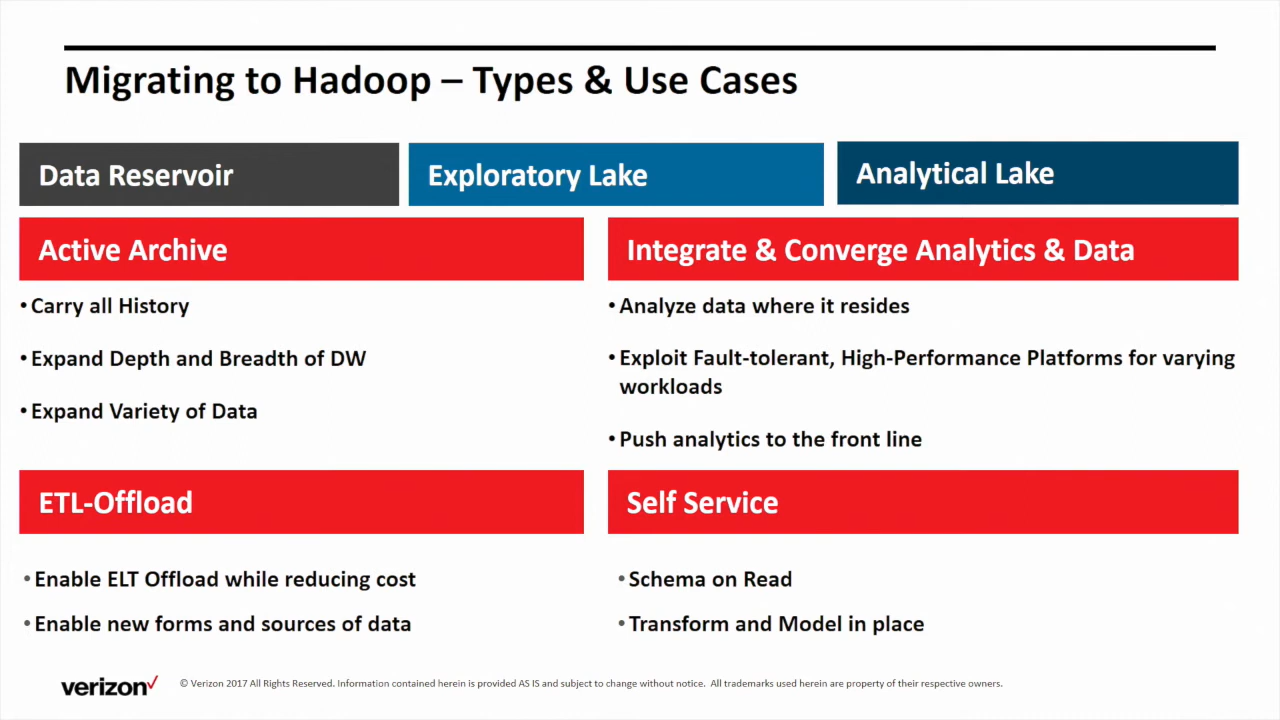 Migrating to Hadoop – Types & Use Cases
Data Reservoir
Exploratory Lake
Analytical Lake
Active Archive
• Carry all History
• Expand Depth and Breadth of DW
• Expand Variety of Data
Integrate & Converge Analytics & Data
• Analyze data where it resides
• Exploit Fault-tolerant, High-Performance Platforms for varying
workloads
• Push analytics to the front line
ETL-Offload
• Enable ELT Offload while reducing cost
• Enable new forms and sources of data
Self Service
• Schema on Read
• Transform and Model in place
verizon✓
© Verizon 2017 All Rights Reserved. Information contained herein is provided AS IS and subject to change without notice. All trademarks used herein are property of their respective owners.